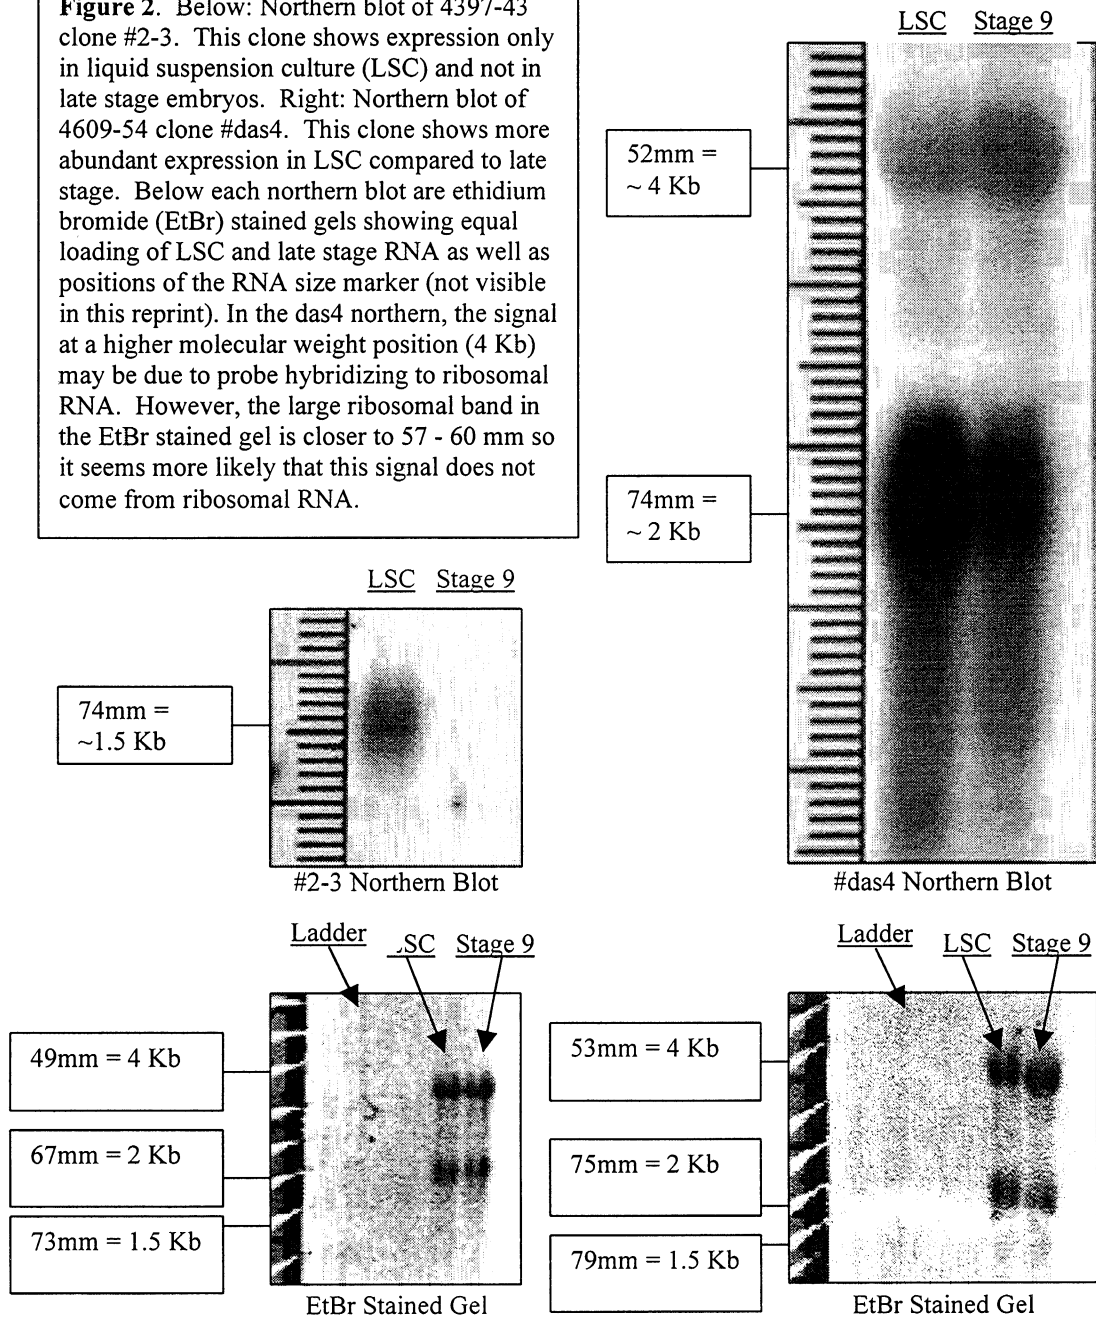 Figure 2. Below: Northern blot of 4397-43
clone #2-3. This clone shows expression only
in liquid suspension culture (LSC) and not in
late stage embryos. Right: Northern blot of
4609-54 clone #das4. This clone shows more
abundant expression in LSC compared to late
stage. Below each northern blot are ethidium
bromide (EtBr) stained gels showing equal
loading of LSC and late stage RNA as well as
positions of the RNA size marker (not visible
in this reprint). In the das4 northern, the signal
at a higher molecular weight position (4 Kb)
may be due to probe hybridizing to ribosomal
RNA. However, the large ribosomal band in
the EtBr stained gel is closer to 57 - 60 mm so
it seems more likely that this signal does not
come from ribosomal RNA.
LSC Stage 9
52mm =
~ 4 Kb
74mm =
~ 2 Kb
#das4 Northern Blot
LSC Stage 9
74mm =
~1.5 Kb
#2-3 Northern Blot
Ladder SC Stage 9
49mm = 4 Kb
67mm = 2 Kb
73mm = 1.5 Kb
EtBr Stained Gel
Ladder LSC Stage 9
53mm = 4 Kb
75mm = 2 Kb
79mm = 1.5 Kb
EtBr Stained Gel